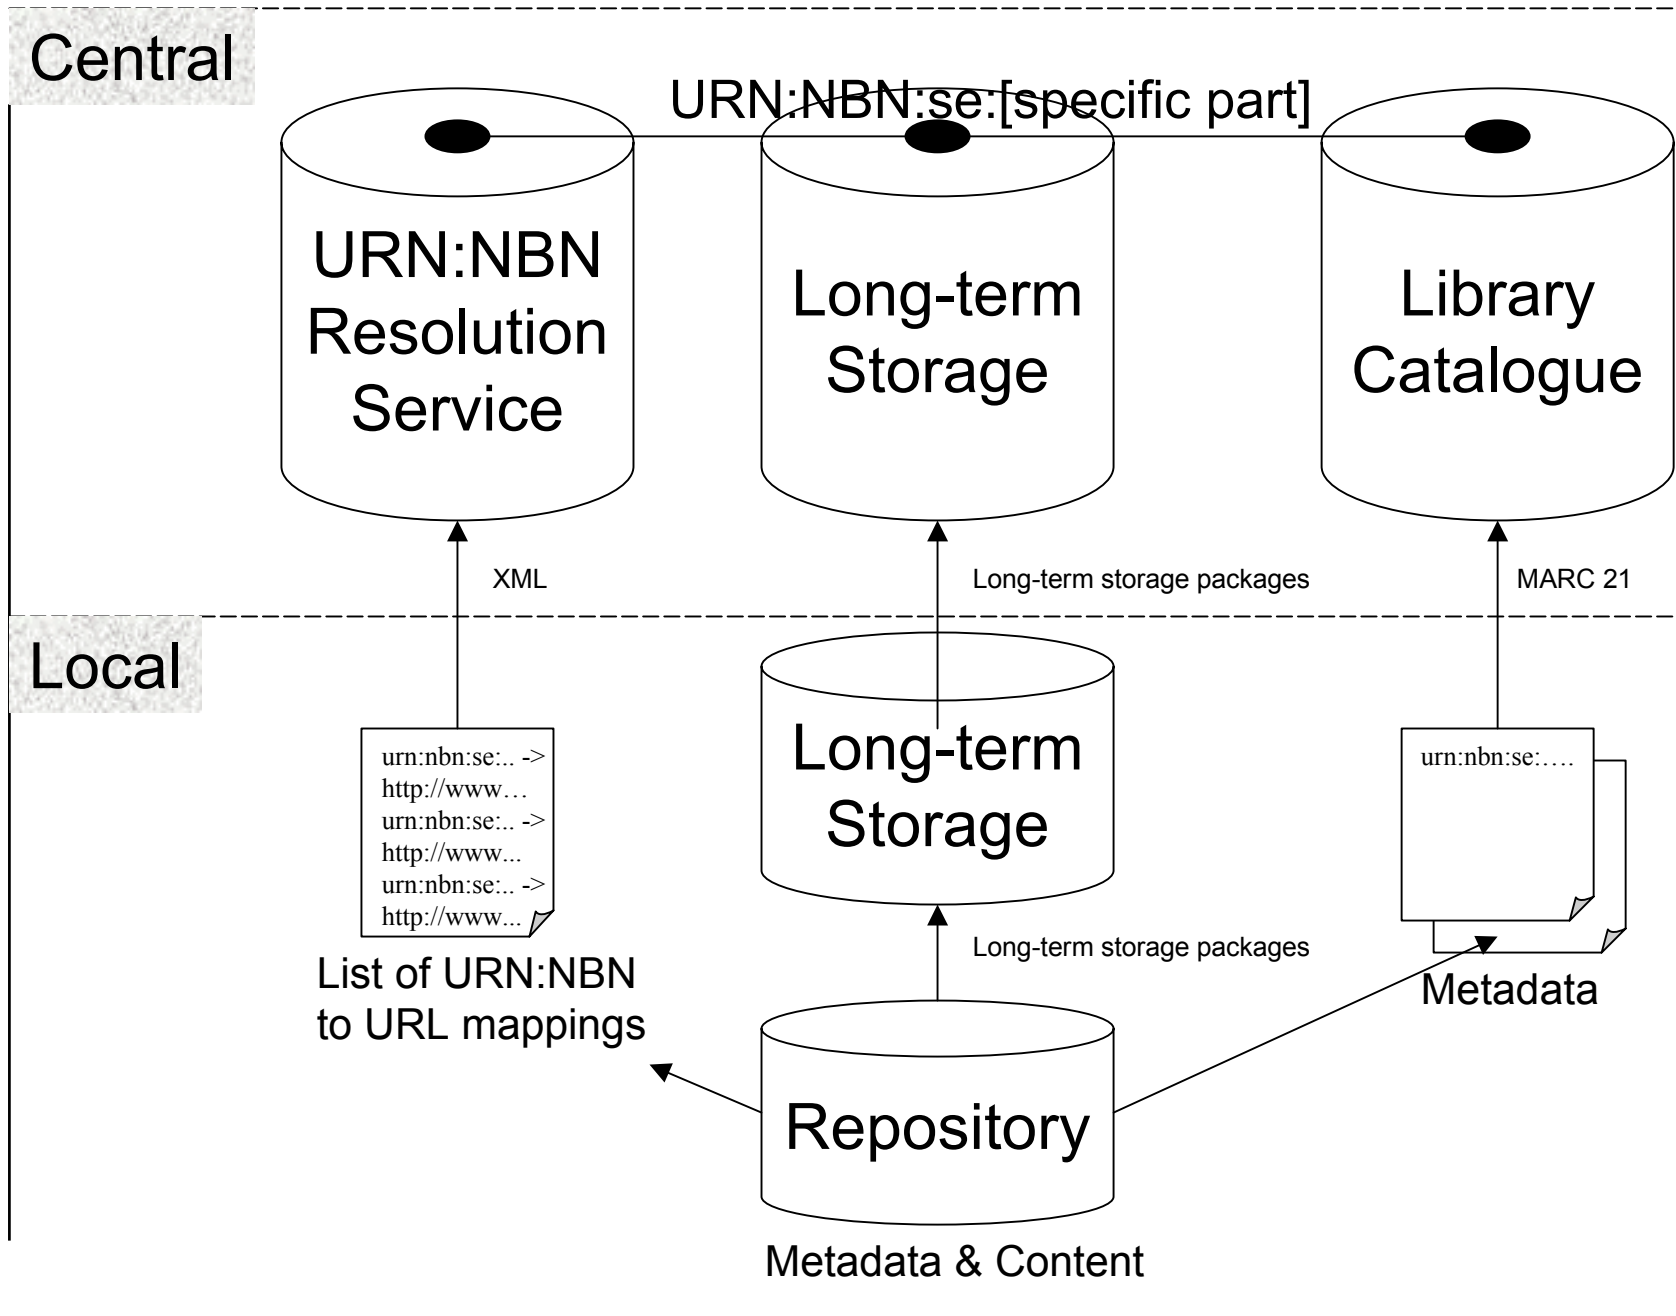 Central
URN:NBN:se:[specific part]
URN:NBN
Resolution
Service
Long-term
Storage
Library
Catalogue
XML
Long-term storage packages
MARC 21
Local
urn:nbn:se:.. ->
http://www…
urn:nbn:se:.. ->
http://www...
urn:nbn:se:.. ->
http://www...
List of URN:NBN
to URL mappings
Long-term
Storage
urn:nbn:se:….
Metadata
Long-term storage packages
Repository
Metadata & Content